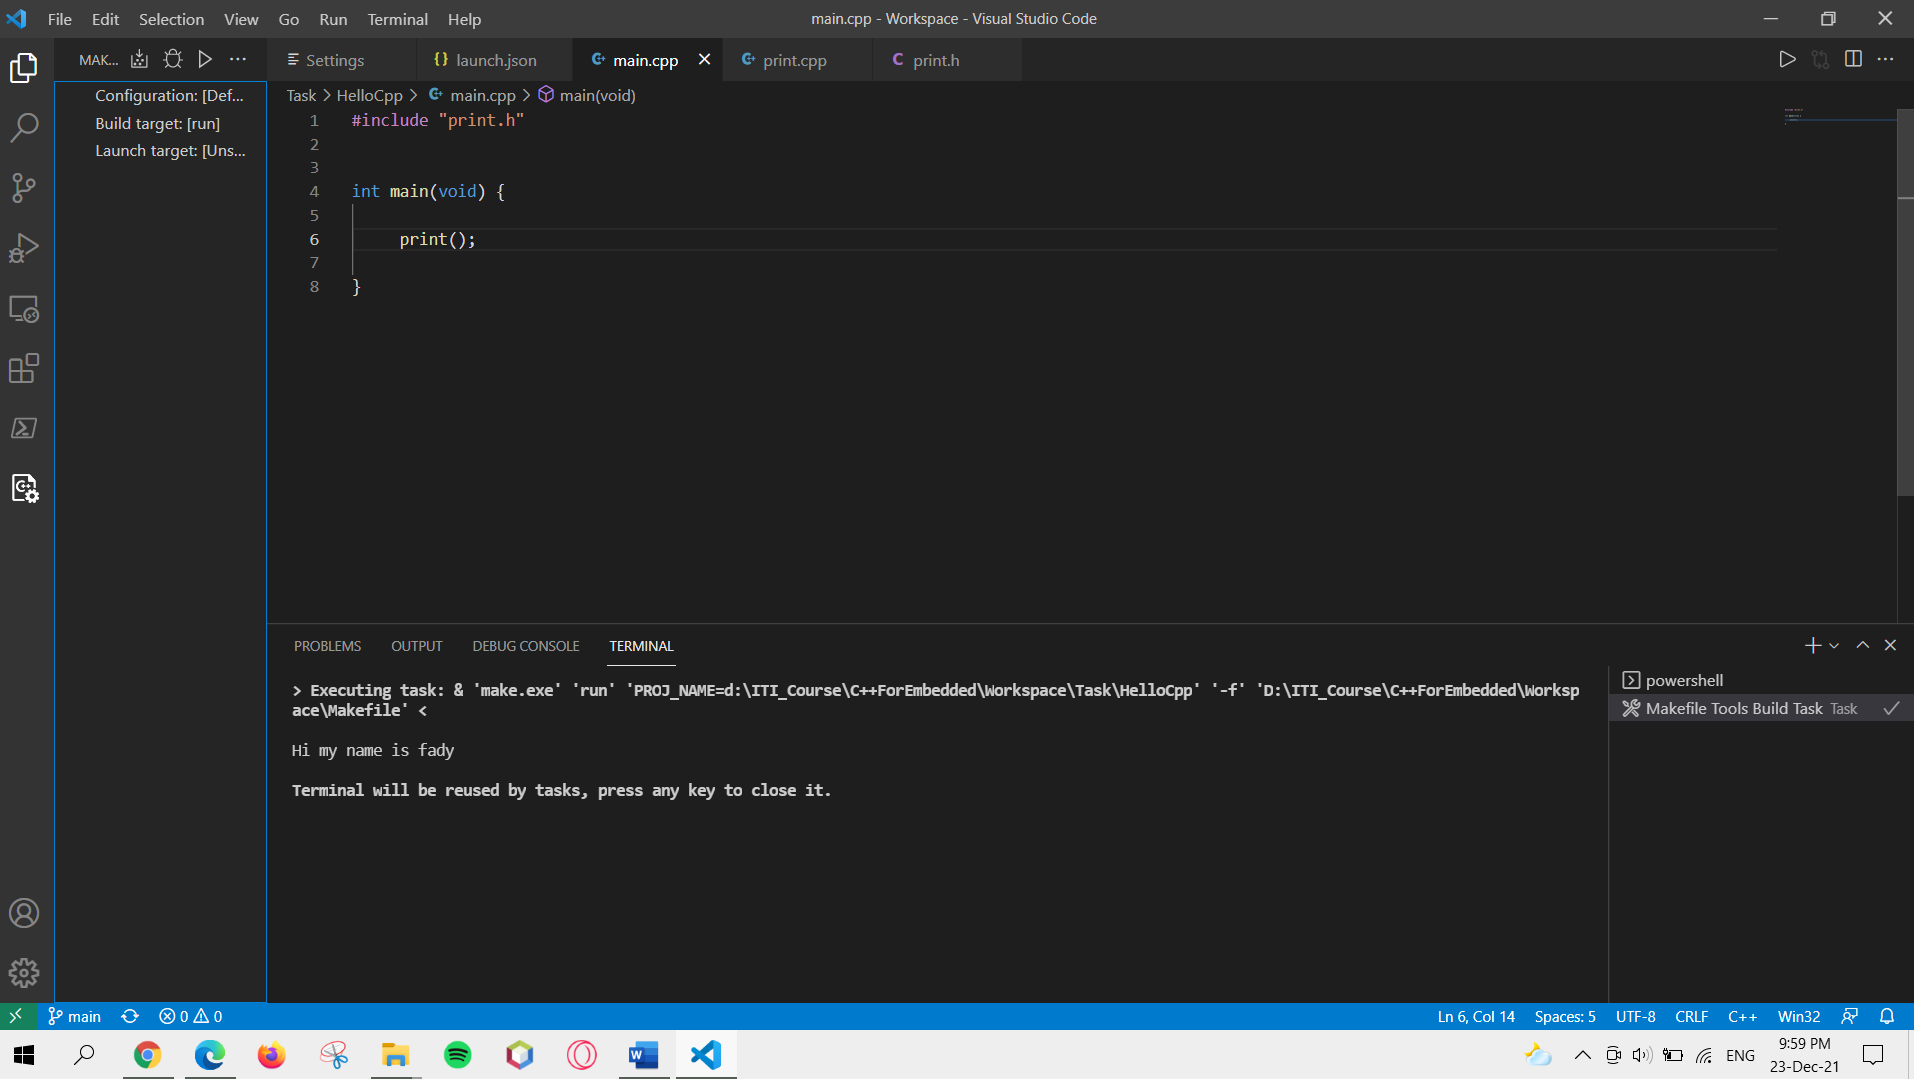 File Edit Selection View Go Run Terminal Help
main.cpp - Workspace - Visual Studio Code
MAK...
Settings
launch.json
main.cpp
print.cpp
print.h
Configuration: [Def...
Build target: [run]
Launch target: [Uns...
Task > HelloCpp > main.cpp > main(void)
1 #include "print.h"
2
3
4 int main(void) {
5
6 print();
7
8 }
PROBLEMS OUTPUT DEBUG CONSOLE TERMINAL
> Executing task: & 'make.exe' 'run' 'PROJ_NAME=d:\ITI_Course\C++ForEmbedded\Workspace\Task\HelloCpp' '-f' 'D:\ITI_Course\C++ForEmbedded\Worksp
ace\Makefile' <
Hi my name is fady
Terminal will be reused by tasks, press any key to close it.
powershell
Makefile Tools Build Task Task
main
0 0
Ln 6, Col 14 Spaces: 5 UTF-8 CRLF C++ Win32
ENG
9:59 PM
23-Dec-21